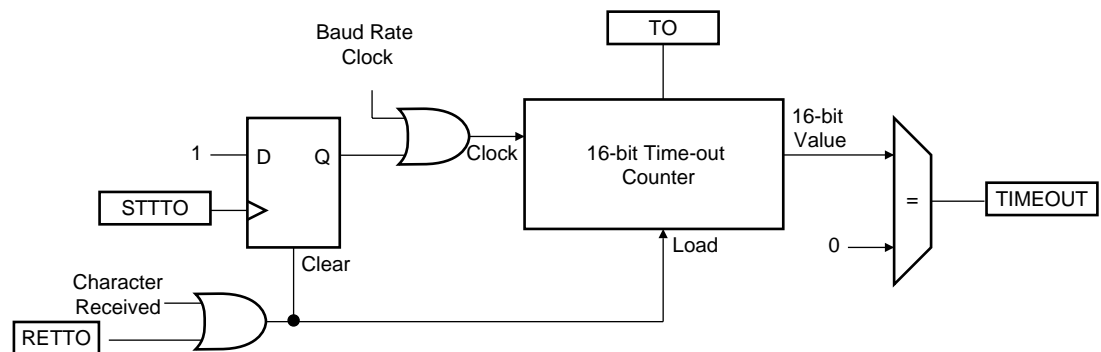 TO
Baud Rate
Clock
1
D
Q
Clock
16-bit Time-out
Counter
16-bit
Value
=
TIMEOUT
STTTO
0
Load
Clear
Character
Received
RETTO